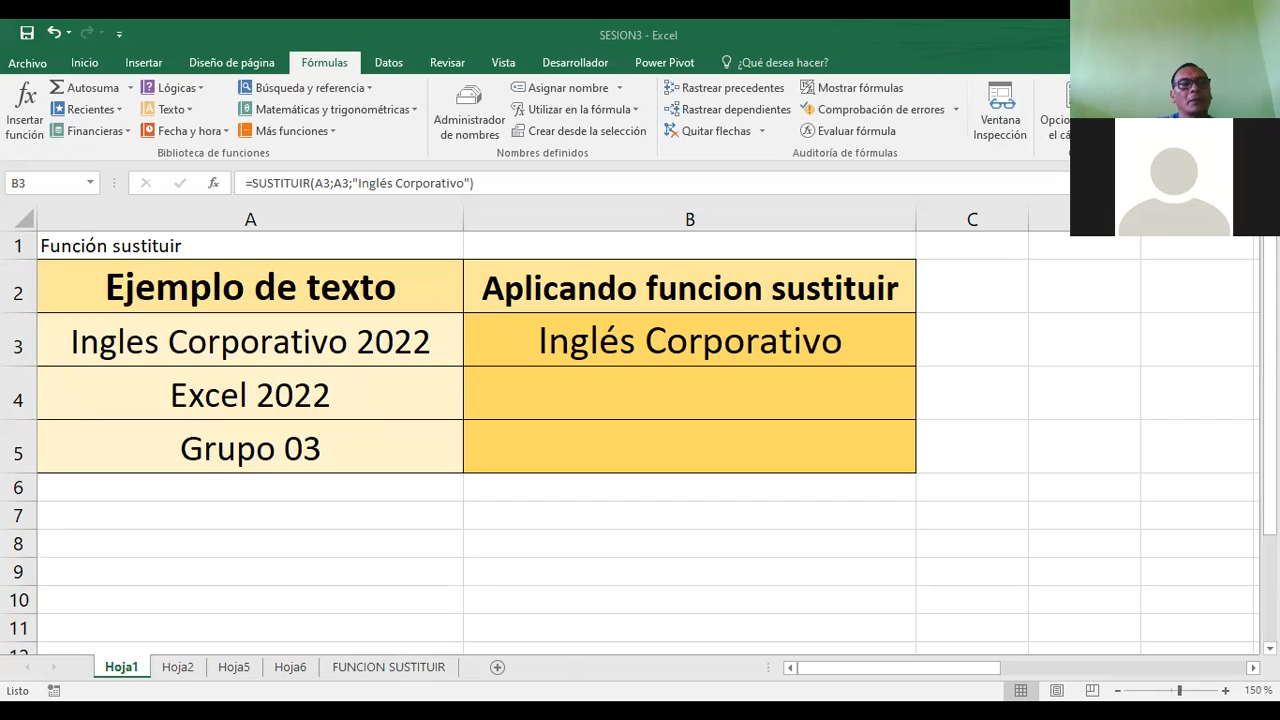 SESION3 - Excel
Archivo Inicio Insertar Diseño de página Fórmulas Datos Revisar Vista Desarrollador Power Pivot ¿Qué desea hacer?
fx Insertar función
Autosuma
Recientes
Financieras
Lógicas
Texto
Fecha y hora
Búsqueda y referencia
Matemáticas y trigonométricas
Más funciones
Biblioteca de funciones
Administrador de nombres
Asignar nombre
Utilizar en la fórmula
Crear desde la selección
Nombres definidos
Rastrear precedentes
Rastrear dependientes
Quitar flechas
Mostrar fórmulas
Comprobación de errores
Evaluar fórmula
Auditoría de fórmulas
Ventana Inspección
B3 fx =SUSTITUIR(A3;A3;"Inglés Corporativo")
A B C
1 Función sustituir
2 Ejemplo de texto Aplicando funcion sustituir
3 Ingles Corporativo 2022 Inglés Corporativo
4 Excel 2022
5 Grupo 03
6
7
8
9
10
11
Hoja1 Hoja2 Hoja5 Hoja6 FUNCION SUSTITUIR
Listo 150 %